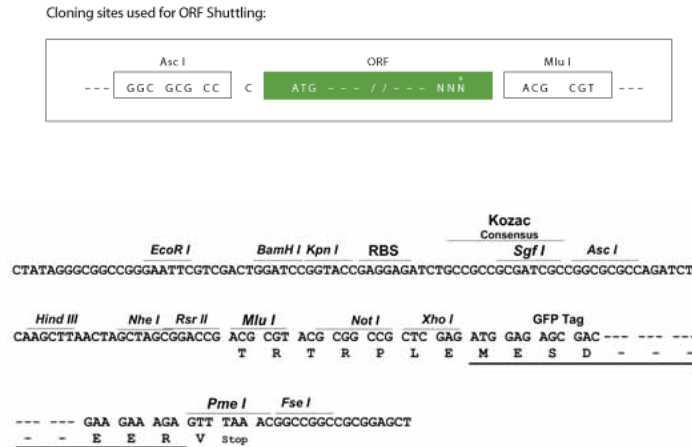 Cloning sites used for ORF Shuttling:
Asc I ORF Mlu I
--- GGC GCG CC C ATG --- // --- NNN* ACG CGT ---
Kozac
Consensus
EcoR I BamH I Kpn I RBS Sgf I Asc I
CTATAGGGCGGCCGGGAATTCGTCGACTGGATCCGGTACCGAGGAGATCTGCCGCCGCGATCGCCGGCGCGCCAGATCT
Hind III Nhe I Rsr II Mlu I Not I Xho I GFP Tag
CAAGCTTAACTAGCTAGCGGACCG ACG CGT ACG CGG CCG CTC GAG ATG GAG AGC GAC --- --- ---
T R T R P L E M E S D - - -
Pme I Fse I
--- --- GAA GAA AGA GTT TAA ACGGCCGGCCGCGGAGCT
- - E E R V Stop